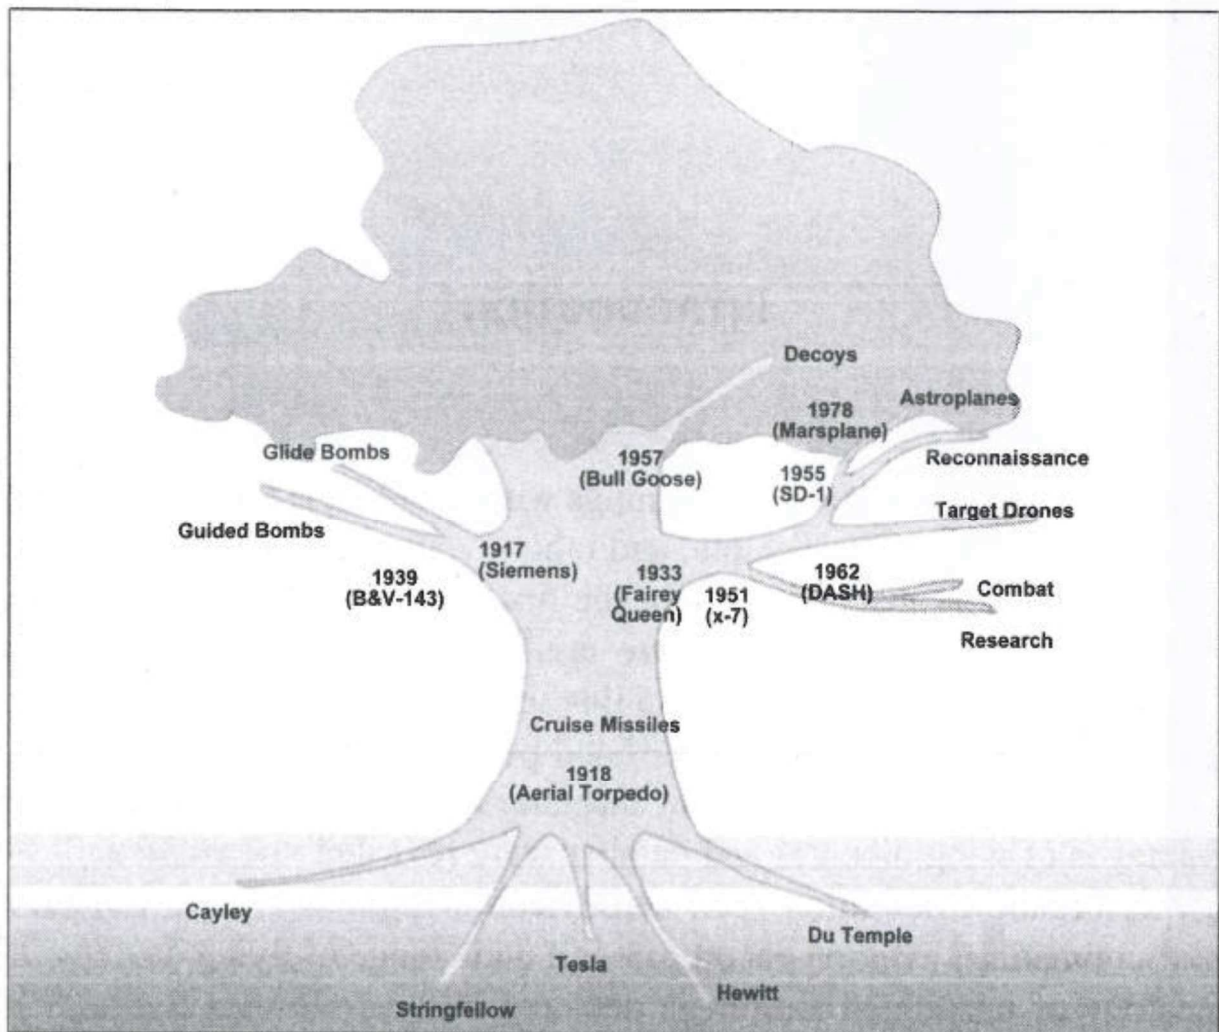 Decoys
Astroplanes
1978
(Marsplane)
Glide Bombs
1957
(Bull Goose)
1955
(SD-1)
Reconnaissance
Guided Bombs
Target Drones
1917
(Siemens)
1939
(B&V-143)
1933
(Fairey
Queen)
1951
(x-7)
1962
(DASH)
Combat
Research
Cruise Missiles
1918
(Aerial Torpedo)
Cayley
Du Temple
Tesla
Hewitt
Stringfellow